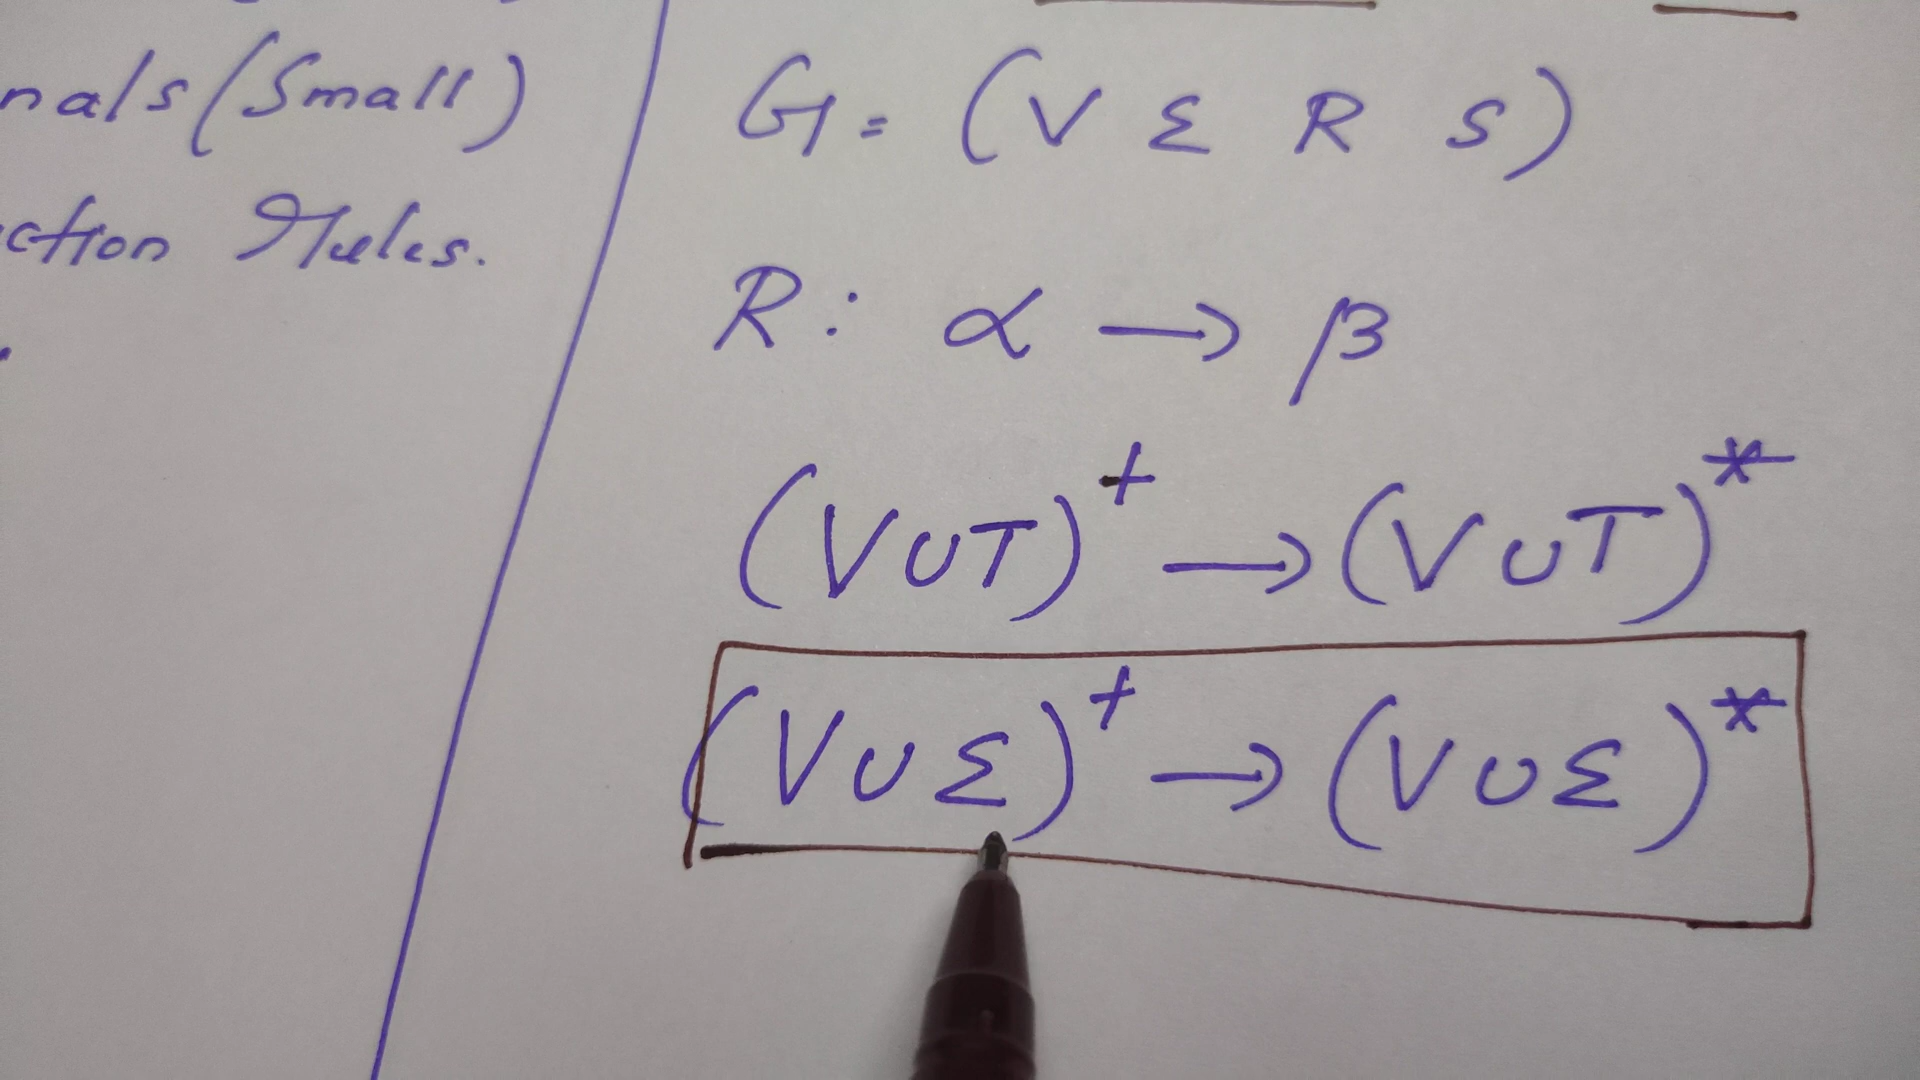 nals (Small)
ction rules.
G = (V Σ R S)
R: α → β
(V∪T)⁺ → (V∪T)*
(V∪Σ)⁺ → (V∪Σ)*